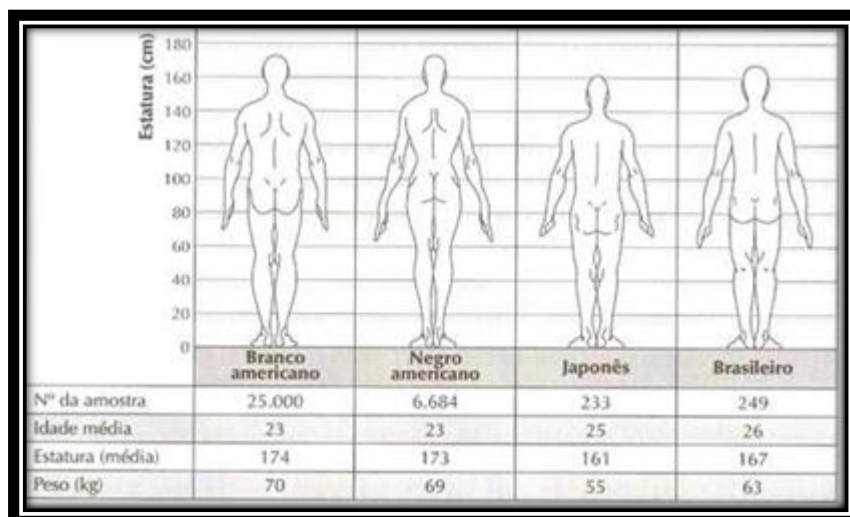 Estatura (cm)
180
160
140
120
100
80
60
40
20
0
Branco americano Negro americano Japonês Brasileiro
Nº da amostra 25.000 6.684 233 249
Idade média 23 23 25 26
Estatura (média) 174 173 161 167
Peso (kg) 70 69 55 63